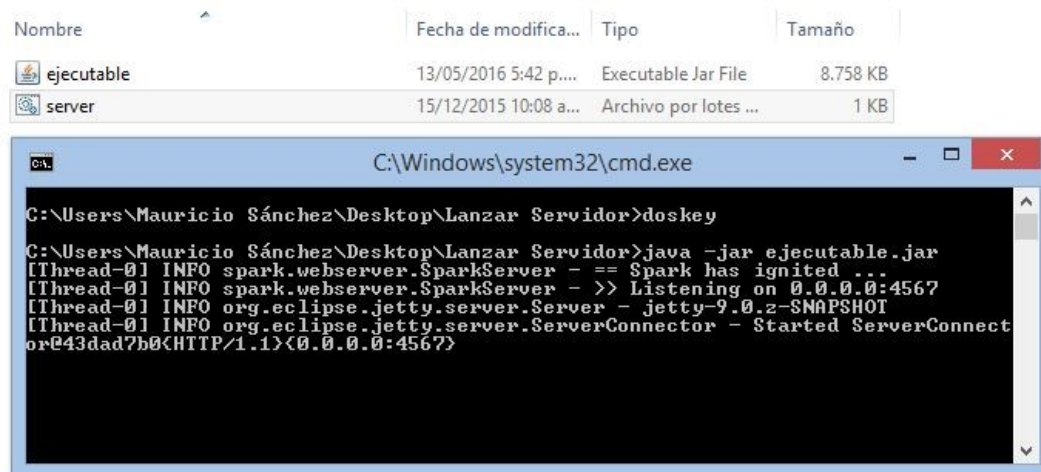 Nombre Fecha de modifica... Tipo Tamaño
ejecutable 13/05/2016 5:42 p.... Executable Jar File 8.758 KB
server 15/12/2015 10:08 a... Archivo por lotes ... 1 KB
C:\Windows\system32\cmd.exe
C:\Users\Mauricio Sánchez\Desktop\Lanzar Servidor>doskey
C:\Users\Mauricio Sánchez\Desktop\Lanzar Servidor>java -jar ejecutable.jar
[Thread-0] INFO spark.webserver.SparkServer - == Spark has ignited ...
[Thread-0] INFO spark.webserver.SparkServer - >> Listening on 0.0.0.0:4567
[Thread-0] INFO org.eclipse.jetty.server.Server - jetty-9.0.z-SNAPSHOT
[Thread-0] INFO org.eclipse.jetty.server.ServerConnector - Started ServerConnect
or@43dad7b0{HTTP/1.1}{0.0.0.0:4567}